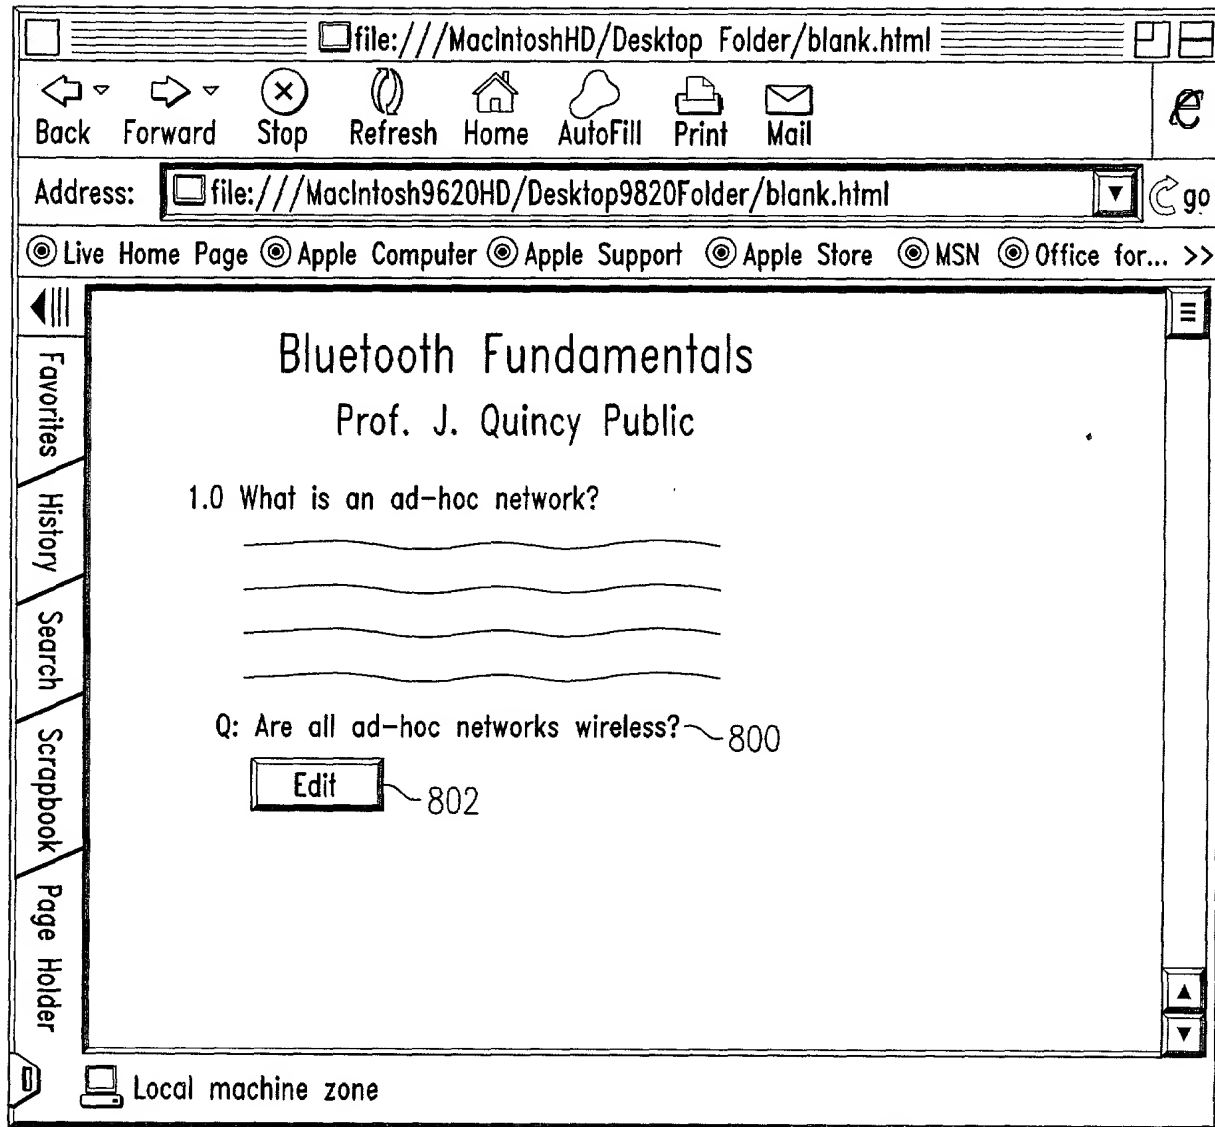 file:///MacIntoshHD/Desktop Folder/blank.html
Back Forward Stop Refresh Home AutoFill Print Mail
Address: file:///MacIntosh9620HD/Desktop9820Folder/blank.html go
Live Home Page Apple Computer Apple Support Apple Store MSN Office for... >>
Favorites
History
Search
Scrapbook
Page Holder
Bluetooth Fundamentals
Prof. J. Quincy Public
1.0 What is an ad-hoc network?
Q: Are all ad-hoc networks wireless? 800
Edit 802
Local machine zone